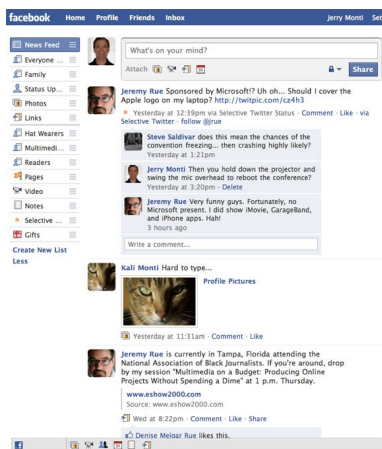 facebook Home Profile Friends Inbox Jerry Monti Set
News Feed
Everyone ...
Family
Status Up...
Photos
Links
Hat Wearers
Multimedi...
Readers
Pages
Video
Notes
Selective ...
Gifts
Create New List
Less
What's on your mind?
Attach
31
Share
Jeremy Rue Sponsored by Microsoft!? Uh oh... Should I cover the
Apple logo on my laptop? http://twitpic.com/cz4h3
Yesterday at 12:39pm via Selective Twitter Status · Comment · Like · via
Selective Twitter · follow @jrue
Steve Saldivar does this mean the chances of the
convention freezing... then crashing highly likely?
Yesterday at 1:21pm
Jerry Monti Then you hold down the projector and
swing the mic overhead to reboot the conference?
Yesterday at 3:20pm · Delete
Jeremy Rue Very funny guys. Fortunately, no
Microsoft present. I did show iMovie, GarageBand,
and iPhone apps. Hah!
3 hours ago
Write a comment...
Kali Monti Hard to type...
Profile Pictures
Yesterday at 11:31am · Comment · Like
Jeremy Rue is currently in Tampa, Florida attending the
National Association of Black Journalists. If you're around, drop
by my session "Multimedia on a Budget: Producing Online
Projects Without Spending a Dime" at 1 p.m. Thursday.
www.eshow2000.com
Source: www.eshow2000.com
Wed at 8:22pm · Comment · Like · Share
Denise Melgar Rue likes this.